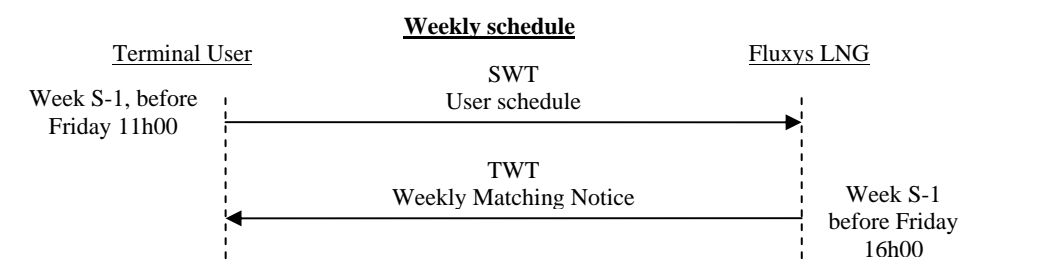 Weekly schedule
Terminal User
Fluxys LNG
SWT
User schedule
Week S-1, before
Friday 11h00
TWT
Weekly Matching Notice
Week S-1
before Friday
16h00